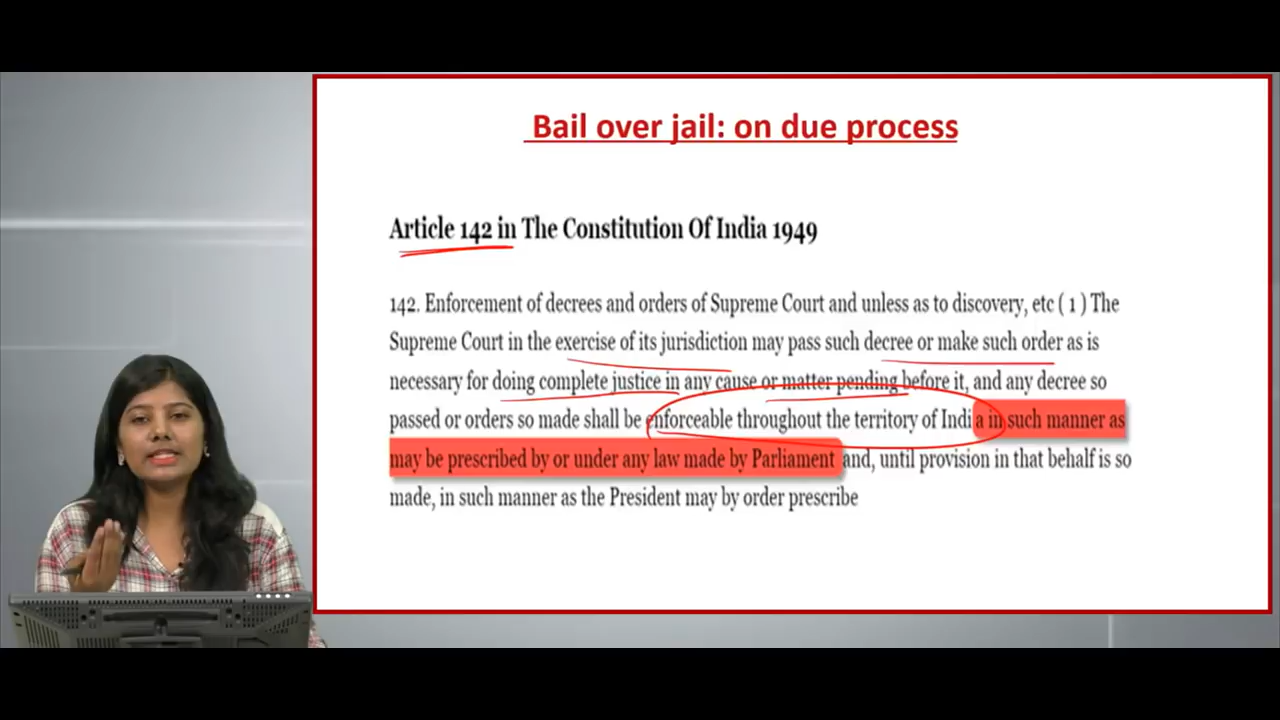 Bail over jail: on due process
Article 142 in The Constitution Of India 1949
142. Enforcement of decrees and orders of Supreme Court and unless as to discovery, etc ( 1 ) The
Supreme Court in the exercise of its jurisdiction may pass such decree or make such order as is
necessary for doing complete justice in any cause or matter pending before it, and any decree so
passed or orders so made shall be enforceable throughout the territory of Indi a in such manner as
may be prescribed by or under any law made by Parliament and, until provision in that behalf is so
made, in such manner as the President may by order prescribe